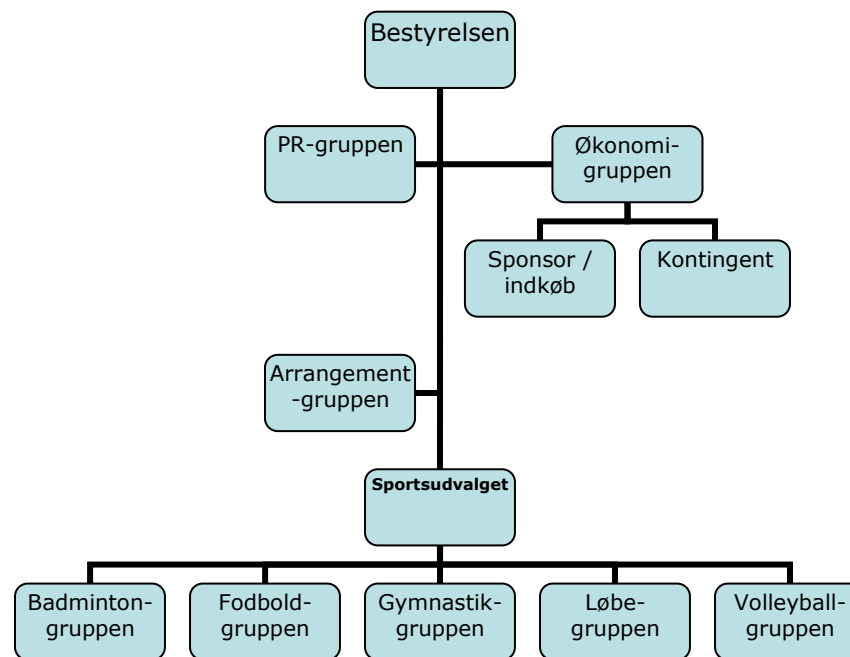 Bestyrelsen
PR-gruppen
Økonomi-
gruppen
Sponsor /
indkøb
Kontingent
Arrangement
-gruppen
Sportsudvalget
Badminton-
gruppen
Fodbold-
gruppen
Gymnastik-
gruppen
Løbe-
gruppen
Volleyball-
gruppen